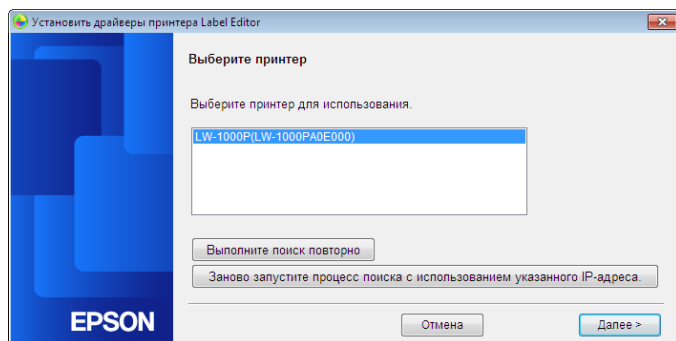 Установить драйверы принтера Label Editor
Выберите принтер
Выберите принтер для использования.
LW-1000P(LW-1000PA0E000)
Выполните поиск повторно
Заново запустите процесс поиска с использованием указанного IP-адреса.
EPSON
Отмена
Далее >